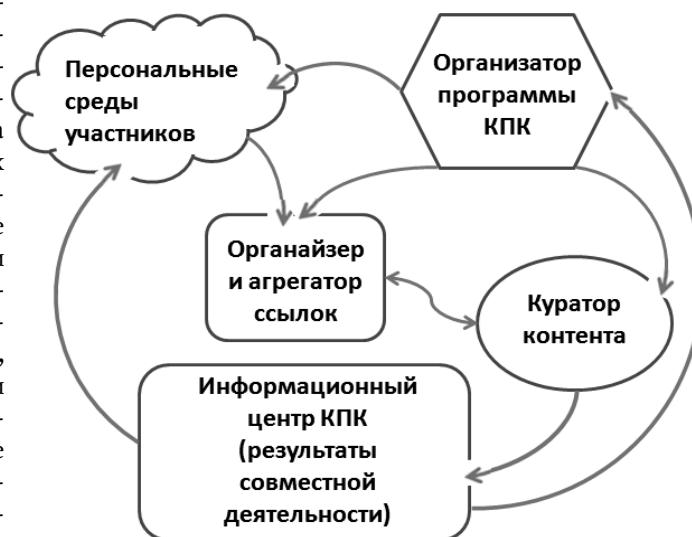 Персональные
среды
участников
Организатор
программы
КПК
Органайзер
и агрегатор
ссылок
Куратор
контента
Информационный
центр КПК
(результаты
совместной
деятельности)